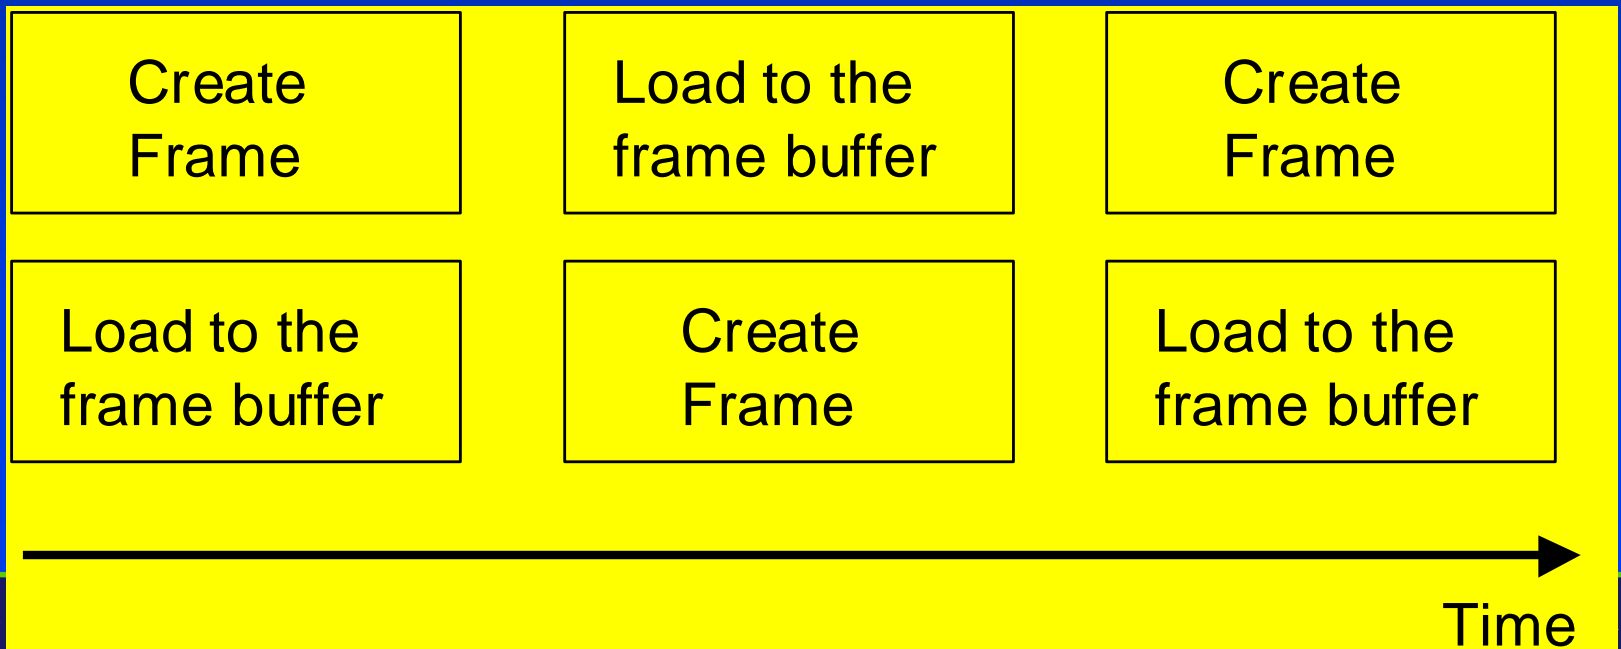 Create
Frame
Load to the
frame buffer
Create
Frame
Load to the
frame buffer
Create
Frame
Load to the
frame buffer
Time